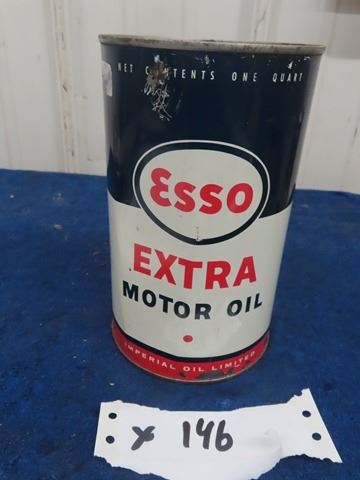 NET CONTENTS ONE QUART
Esso
EXTRA
MOTOR OIL
IMPERIAL OIL LIMITED
x 146